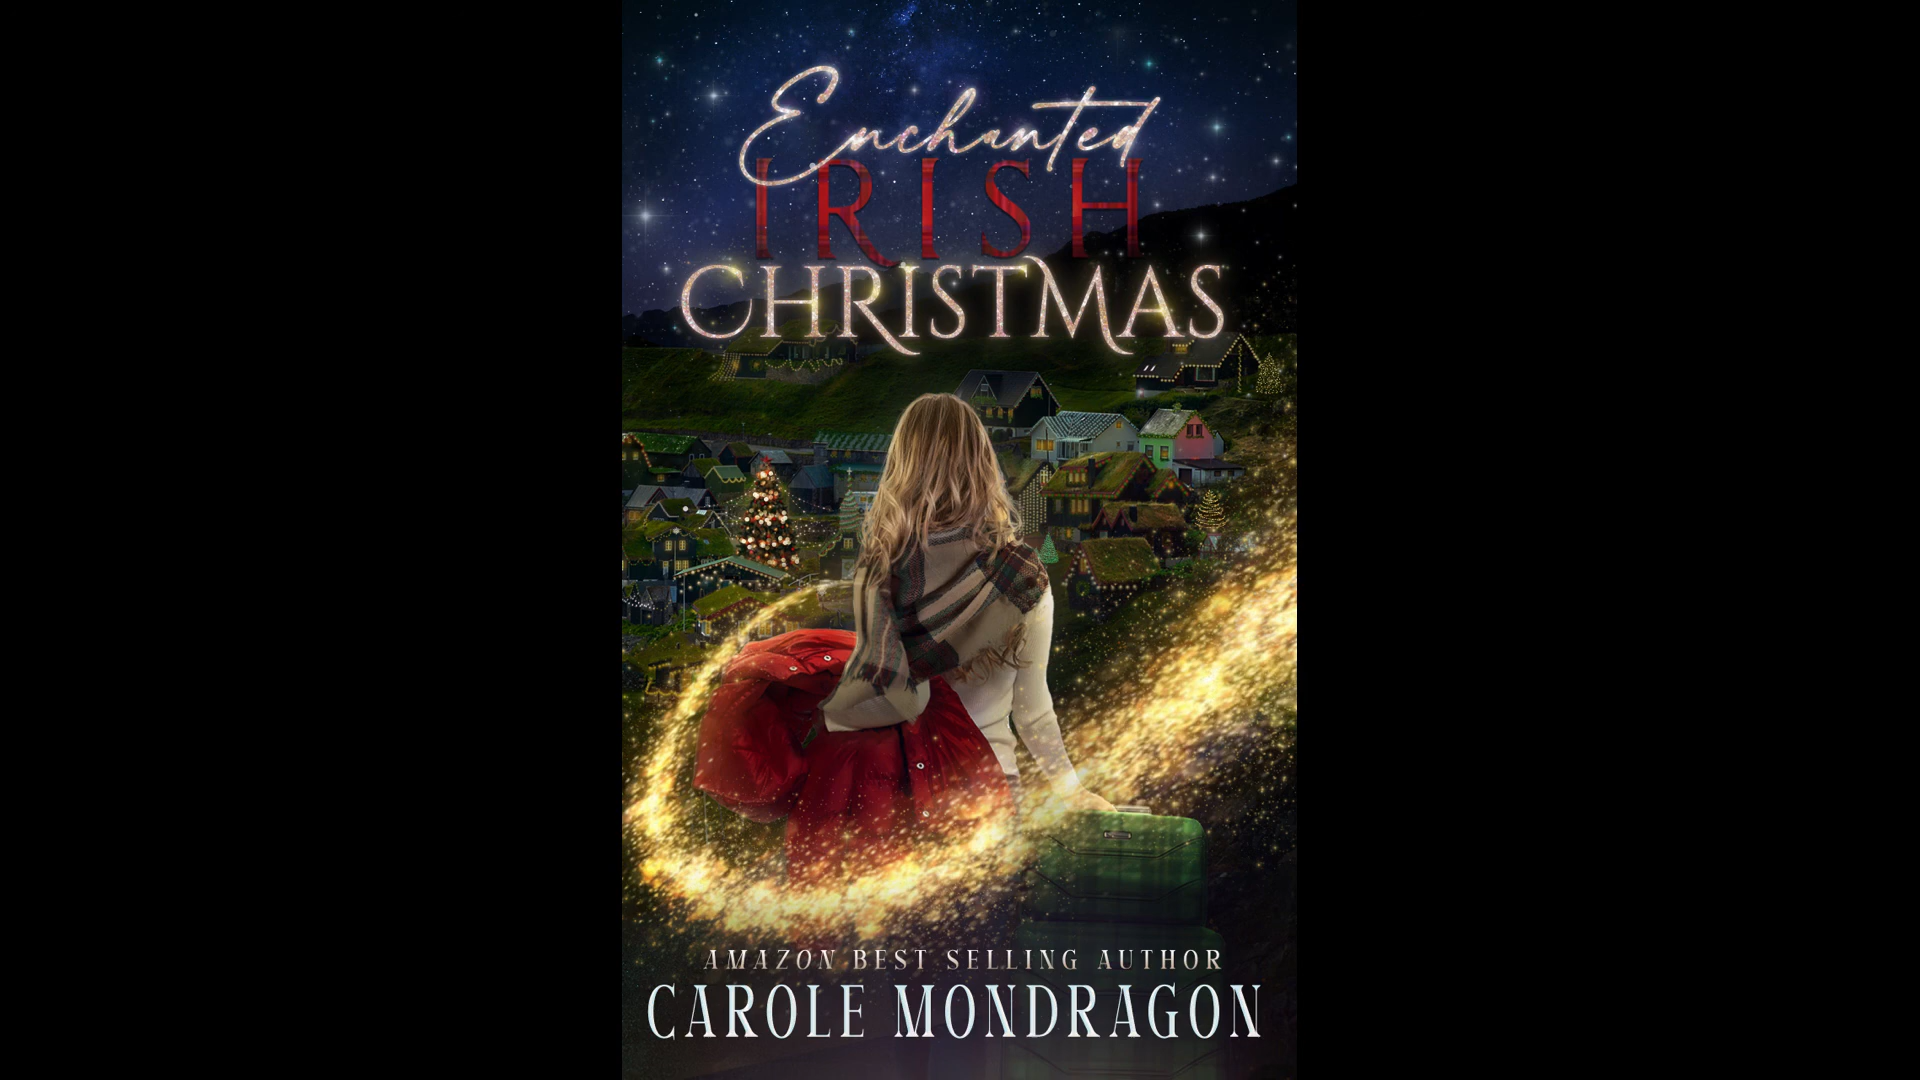 Enchanted
IRISH
CHRISTMAS
AMAZON BEST SELLING AUTHOR
CAROLE MONDRAGON